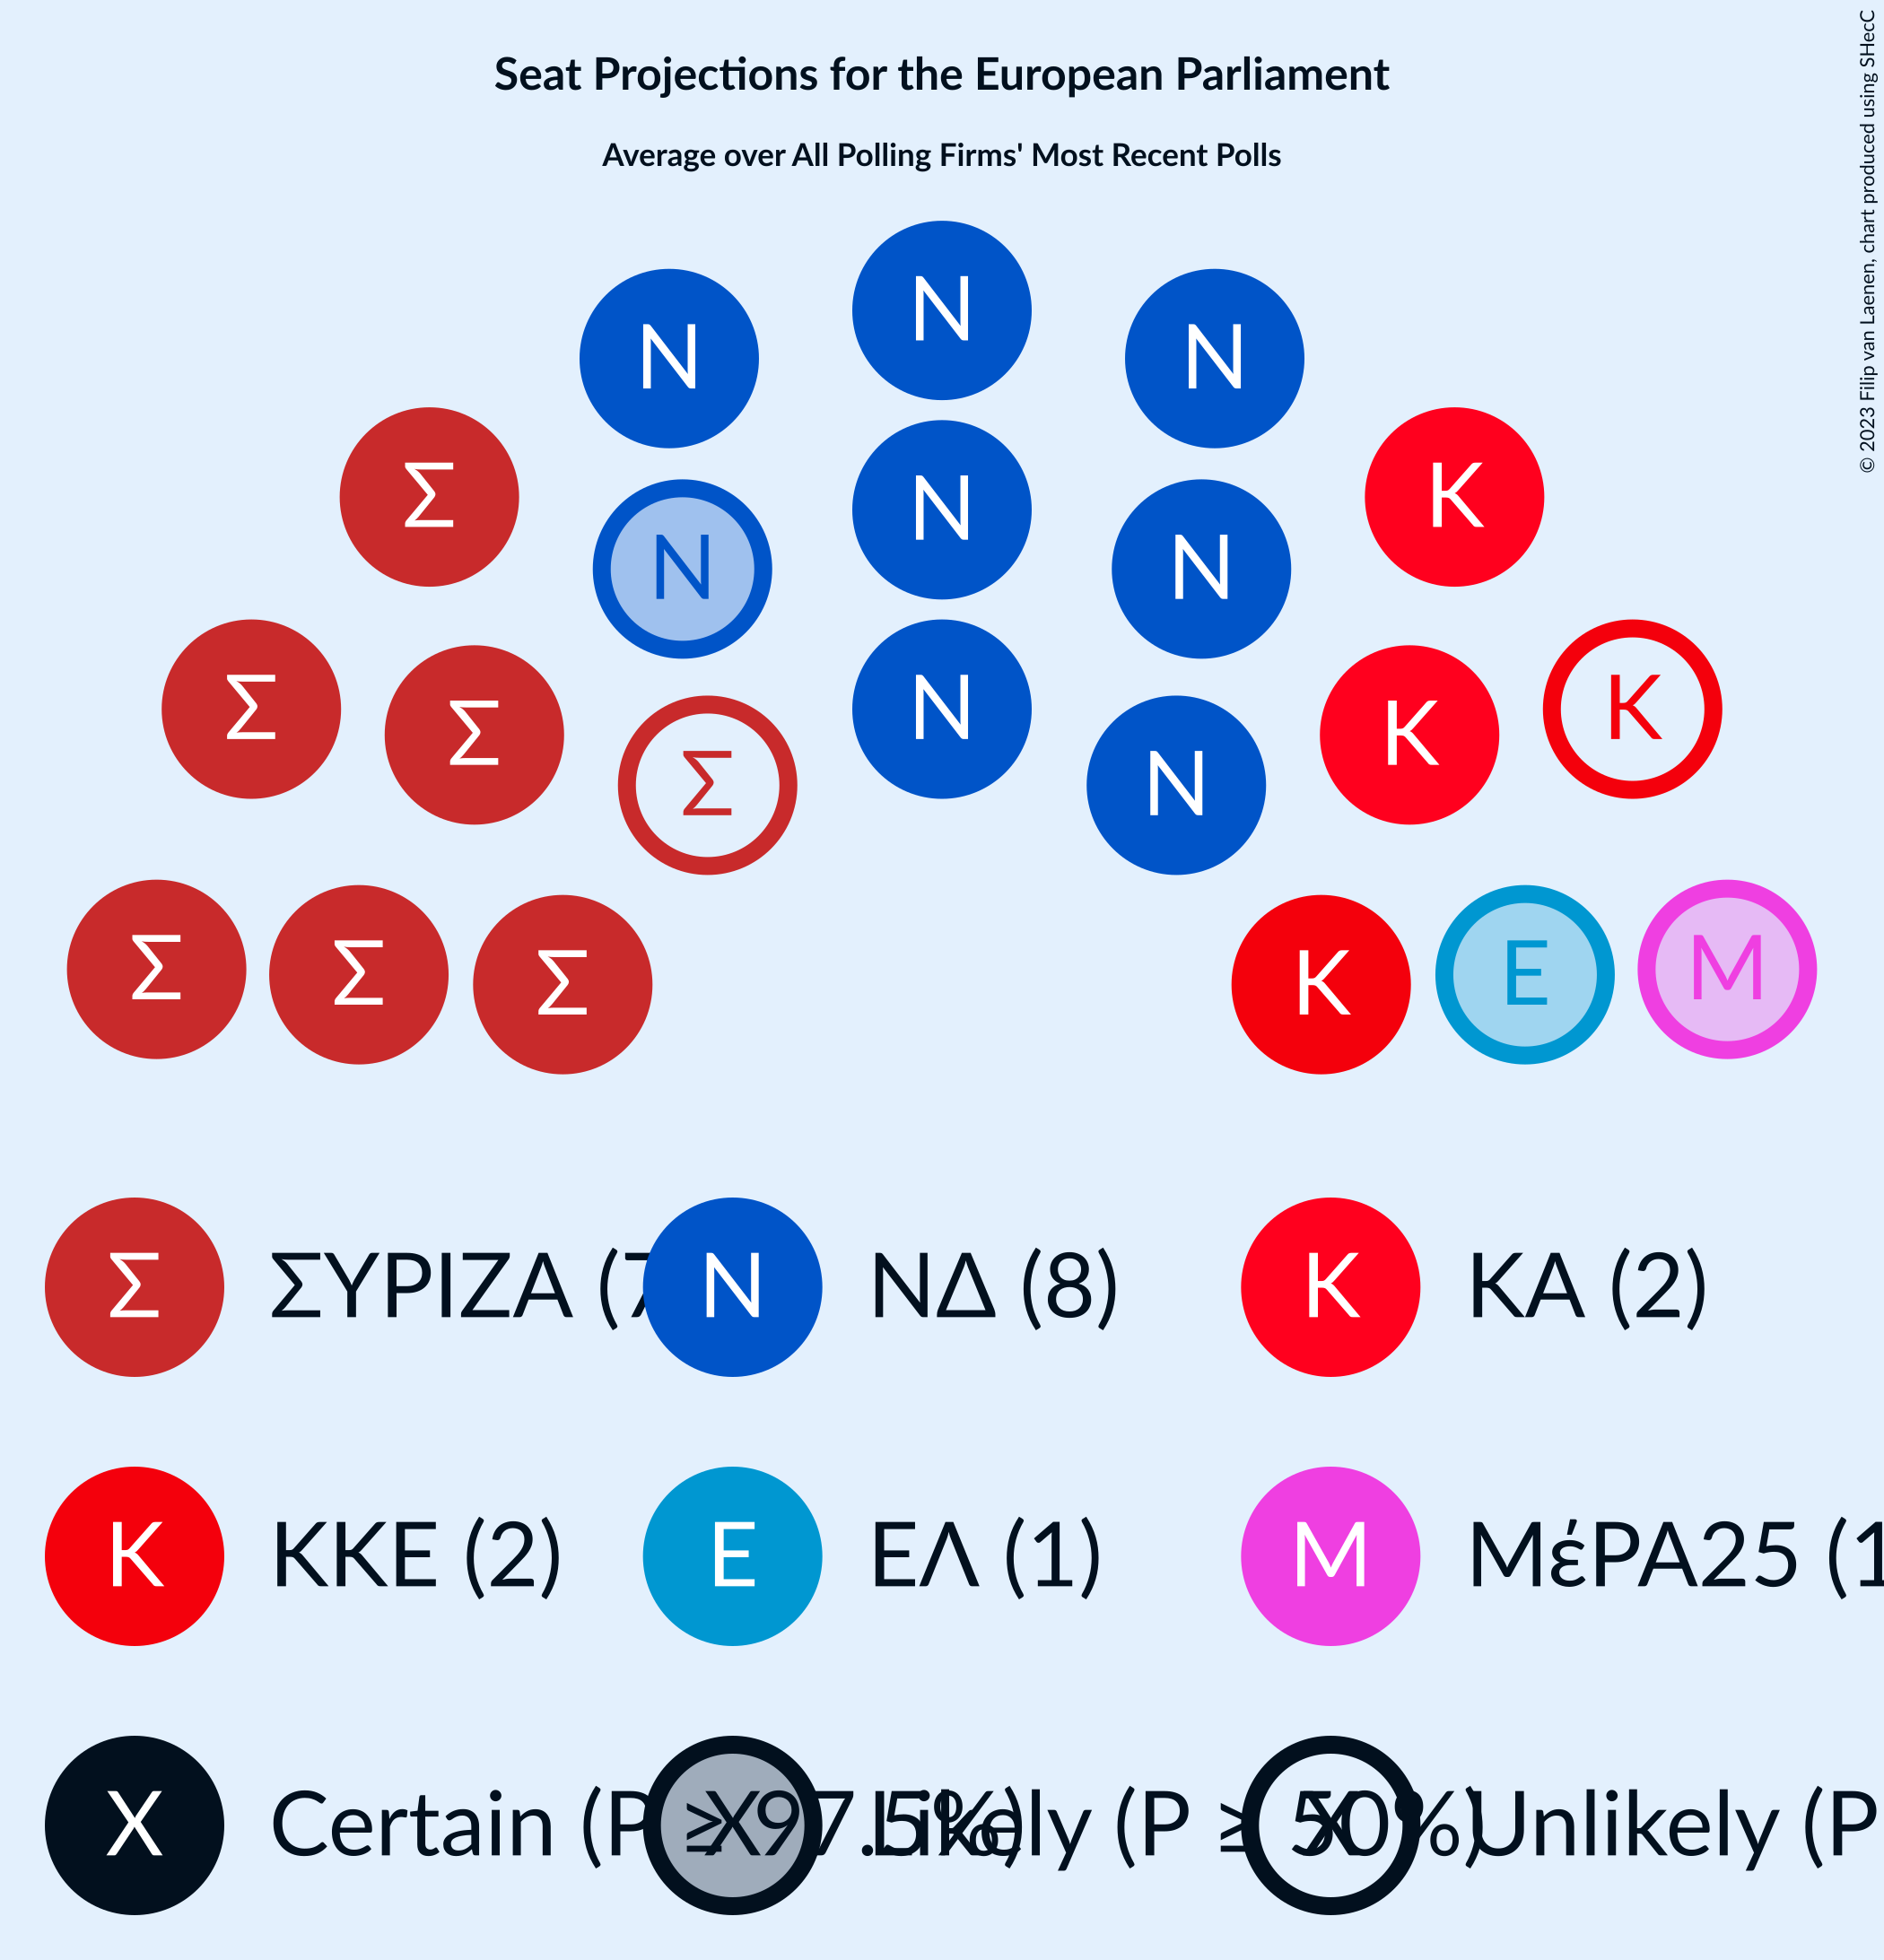 Seat Projections for the European Parliament
Average over All Polling Firms' Most Recent Polls
© 2023 Filip van Laenen, chart produced using SHecC
N
N N
N
Σ K
N
N N
Σ K
Σ K
N
Σ N
Σ Σ Σ K E M
Σ ΣΥΡΙΖΑ (7 N ΝΔ (8) K ΚΑ (2)
K ΚΚΕ (2) E ΕΛ (1) M ΜέΡΑ25 (1
X Certain (P ≥ 97.5%) X Likely (P ≥ 50%) X Unlikely (P